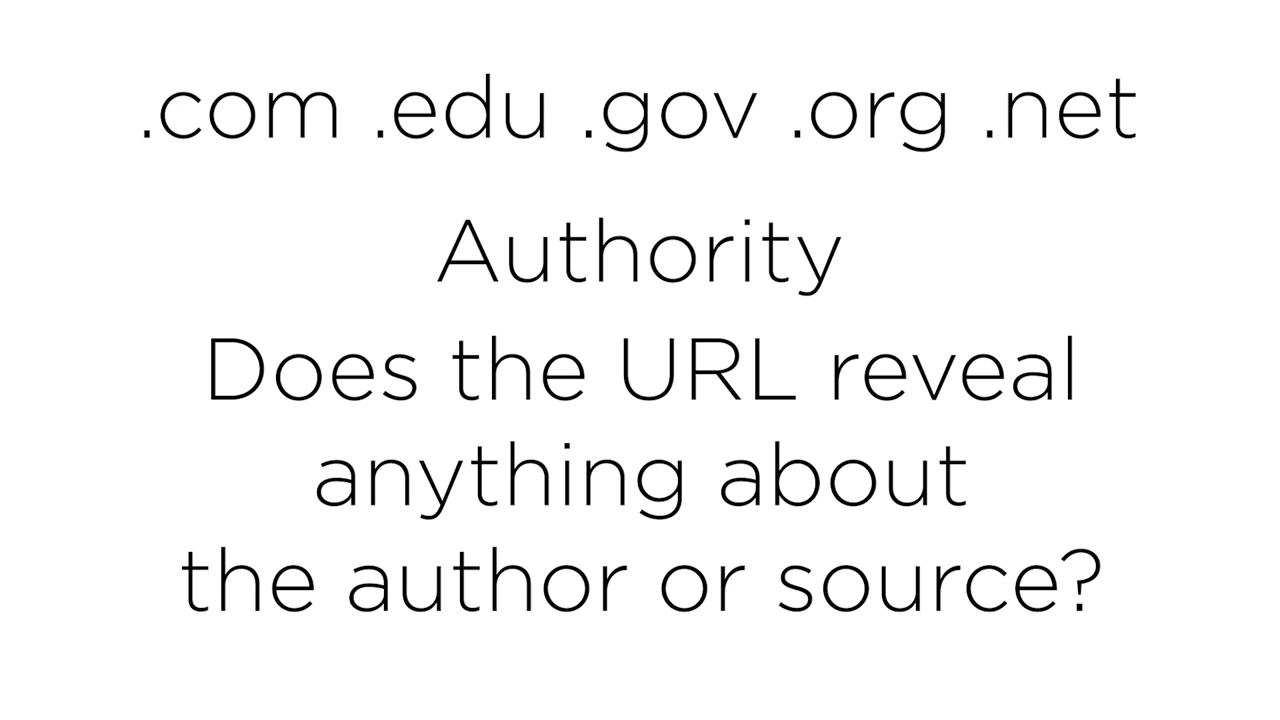 .com .edu .gov .org .net
Authority
Does the URL reveal
anything about
the author or source?